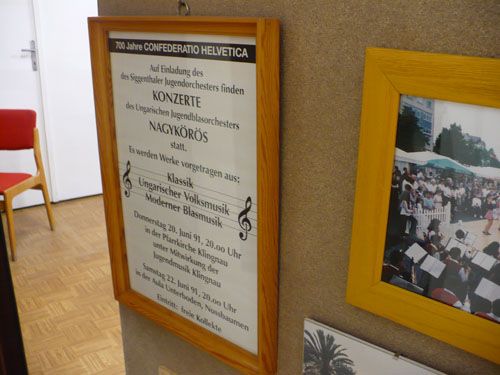 700 Jahre CONFEDERATIO HELVETICA
Auf Einladung des
des Siggenthaler Jugendorchesters finden
KONZERTE
des Ungarischen Jugendblasorchesters
NAGYKÖRÖS
statt.
Es werden Werke vorgetragen aus:
Klassik
Ungarischer Volksmusik
Moderner Blasmusik
Donnerstag 20. Juni 91, 20.00 Uhr
in der Pfarrkirche Klingnau
unter Mitwirkung der
Jugendmusik Klingnau
Samstag 22. Juni 91, 20.00 Uhr
in der Aula Unterboden, Nussbaumen
Eintritt: freie Kollekte